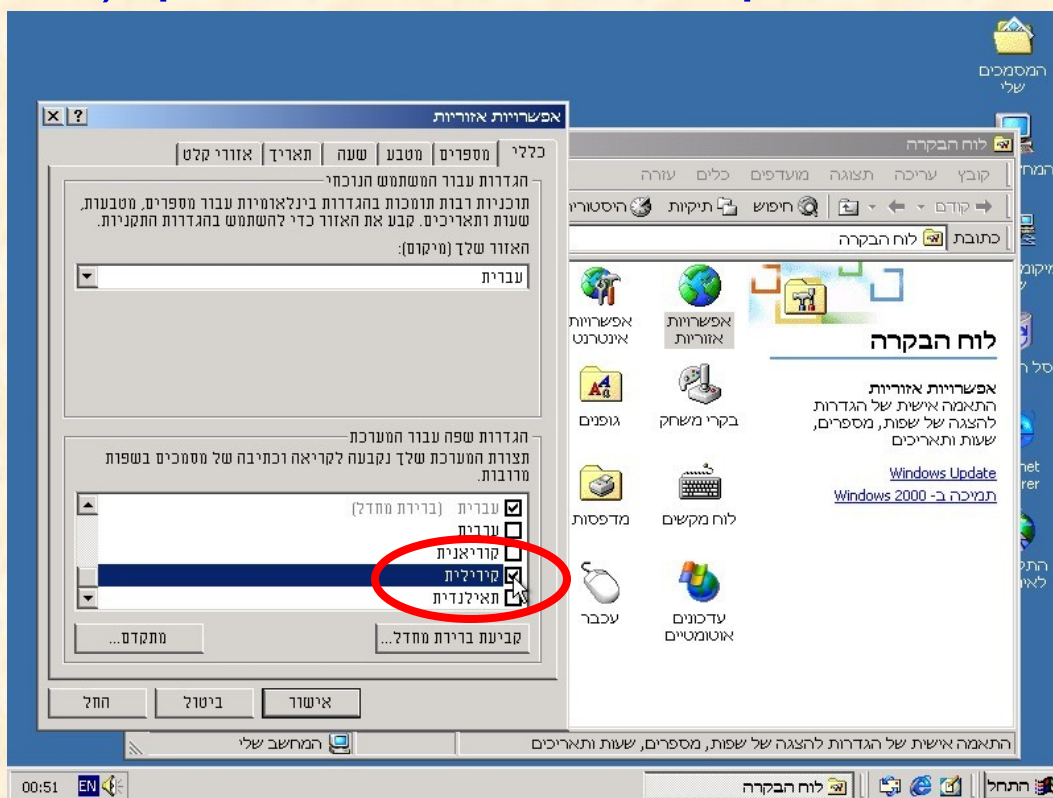 המסמכים
שלי
אפשרויות אזוריות
כללי
מספרים
מטבע
שעה
תאריך
אזורי קלט
הגדרות עבור המשתמש הנוכחי
תוכניות רבות תומכות בהגדרות בינלאומיות עבור מספרים, מטבעות,
שעות ותאריכים. קבע את האזור כדי להשתמש בהגדרות התקניות.
האזור שלך (מיקום):
עברית
הגדרות שפה עבור המערכת
תצורת המערכת שלך נקבעה לקריאה וכתיבה של מסמכים בשפות
מרובות.
עברית (ברירת מחדל)
ערבית
קוריאנית
קירילית
תאילנדית
קביעת ברירת מחדל...
מתקדם...
אישור
ביטול
החל
לוח הבקרה
קובץ עריכה תצוגה מועדפים כלים עזרה
קודם חיפוש תיקיות
כתובת לוח הבקרה
לוח הבקרה
אפשרויות אזוריות
התאמה אישית של הגדרות
להצגה של שפות, מספרים,
שעות ותאריכים
Windows Update
תמיכה ב- Windows 2000
אפשרויות
אזוריות
אפשרויות
אינטרנט
בקרי משחק
גופנים
לוח מקשים
מדפסות
עדכונים
אוטומטיים
עכבר
התאמה אישית של הגדרות להצגה של שפות, מספרים, שעות ותאריכים
המחשב שלי
התחל
לוח הבקרה
EN
00:51